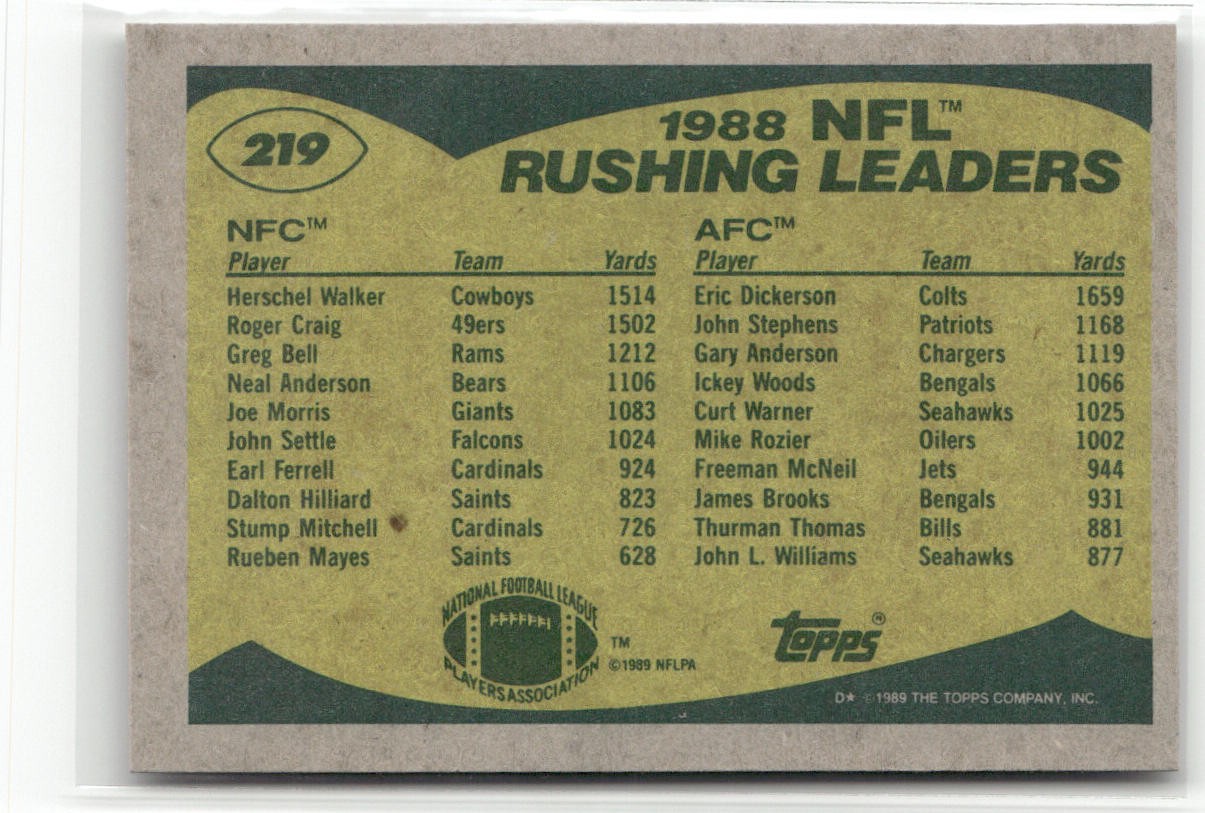 219
1988 NFL™
RUSHING LEADERS
NFC™
Player Team Yards
Herschel Walker Cowboys 1514
Roger Craig 49ers 1502
Greg Bell Rams 1212
Neal Anderson Bears 1106
Joe Morris Giants 1083
John Settle Falcons 1024
Earl Ferrell Cardinals 924
Dalton Hilliard Saints 823
Stump Mitchell Cardinals 726
Rueben Mayes Saints 628
AFC™
Player Team Yards
Eric Dickerson Colts 1659
John Stephens Patriots 1168
Gary Anderson Chargers 1119
Ickey Woods Bengals 1066
Curt Warner Seahawks 1025
Mike Rozier Oilers 1002
Freeman McNeil Jets 944
James Brooks Bengals 931
Thurman Thomas Bills 881
John L. Williams Seahawks 877
NATIONAL FOOTBALL LEAGUE
PLAYERS ASSOCIATION
™
©1989 NFLPA
topps®
D★ ©1989 THE TOPPS COMPANY, INC.